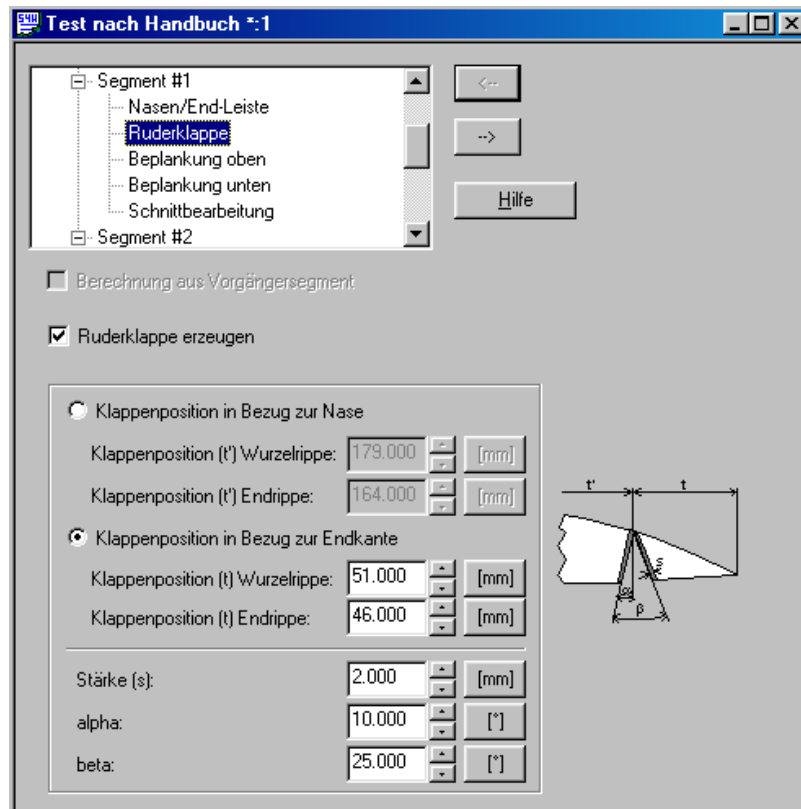 Test nach Handbuch *:1
Segment #1
Nasen/End-Leiste
Ruderklappe
Beplankung oben
Beplankung unten
Schnittbearbeitung
Segment #2
<--
-->
Hilfe
Berechnung aus Vorgängersegment
Ruderklappe erzeugen
Klappenposition in Bezug zur Nase
Klappenposition (t') Wurzelrippe: 179.000 [mm]
Klappenposition (t') Endrippe: 164.000 [mm]
Klappenposition in Bezug zur Endkante
Klappenposition (t) Wurzelrippe: 51.000 [mm]
Klappenposition (t) Endrippe: 46.000 [mm]
Stärke (s): 2.000 [mm]
alpha: 10.000 [°]
beta: 25.000 [°]
t' t
s
α
β